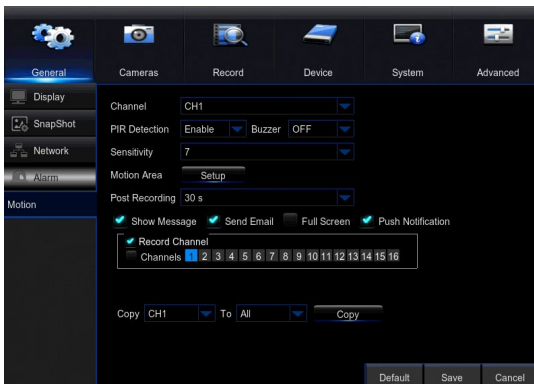 General Cameras Record Device System Advanced
Display
SnapShot
Network
Alarm
Motion
Channel CH1
PIR Detection Enable Buzzer OFF
Sensitivity 7
Motion Area Setup
Post Recording 30 s
Show Message Send Email Full Screen Push Notification
Record Channel
Channels 1 2 3 4 5 6 7 8 9 10 11 12 13 14 15 16
Copy CH1 To All Copy
Default Save Cancel